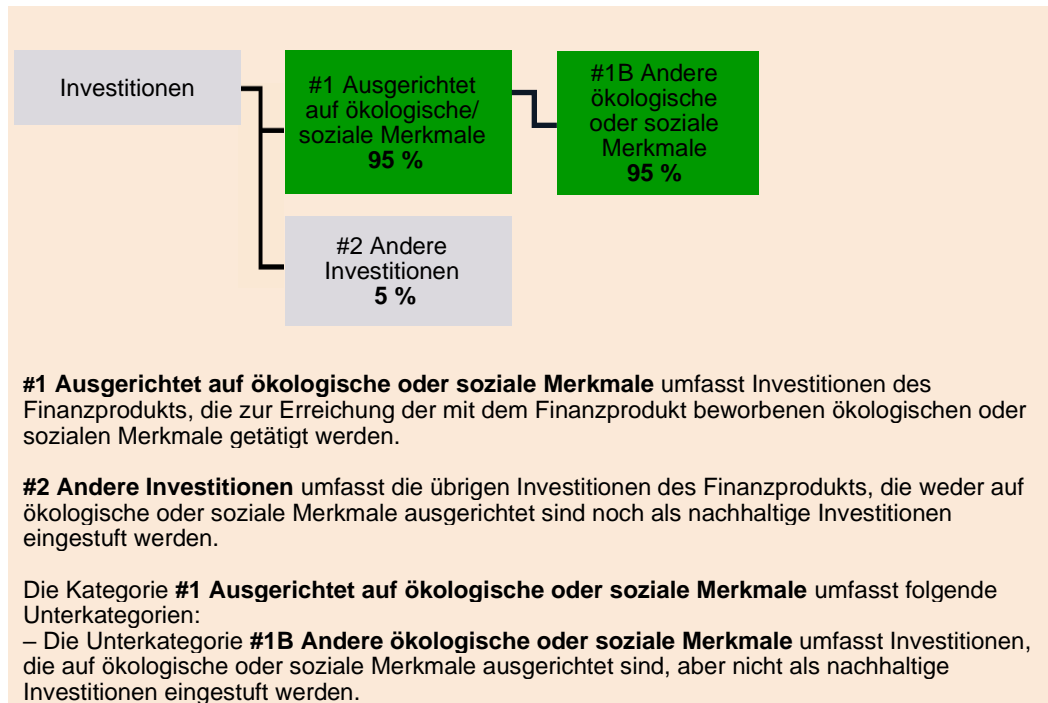 Investitionen
#1 Ausgerichtet
auf ökologische/
soziale Merkmale
95 %
#1B Andere
ökologische
oder soziale
Merkmale
95 %
#2 Andere
Investitionen
5 %
#1 Ausgerichtet auf ökologische oder soziale Merkmale umfasst Investitionen des
Finanzprodukts, die zur Erreichung der mit dem Finanzprodukt beworbenen ökologischen oder
sozialen Merkmale getätigt werden.
#2 Andere Investitionen umfasst die übrigen Investitionen des Finanzprodukts, die weder auf
ökologische oder soziale Merkmale ausgerichtet sind noch als nachhaltige Investitionen
eingestuft werden.
Die Kategorie #1 Ausgerichtet auf ökologische oder soziale Merkmale umfasst folgende
Unterkategorien:
– Die Unterkategorie #1B Andere ökologische oder soziale Merkmale umfasst Investitionen,
die auf ökologische oder soziale Merkmale ausgerichtet sind, aber nicht als nachhaltige
Investitionen eingestuft werden.